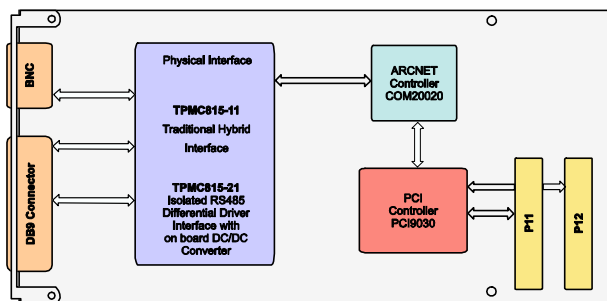 BNC
DB9 Connector
Physical Interface
TPMC815-11
Traditional Hybrid
Interface
TPMC815-21
Isolated RS485
Differential Driver
Interface with
on board DC/DC
Converter
ARCNET
Controller
COM20020
PCI
Controller
PCI9030
P11
P12